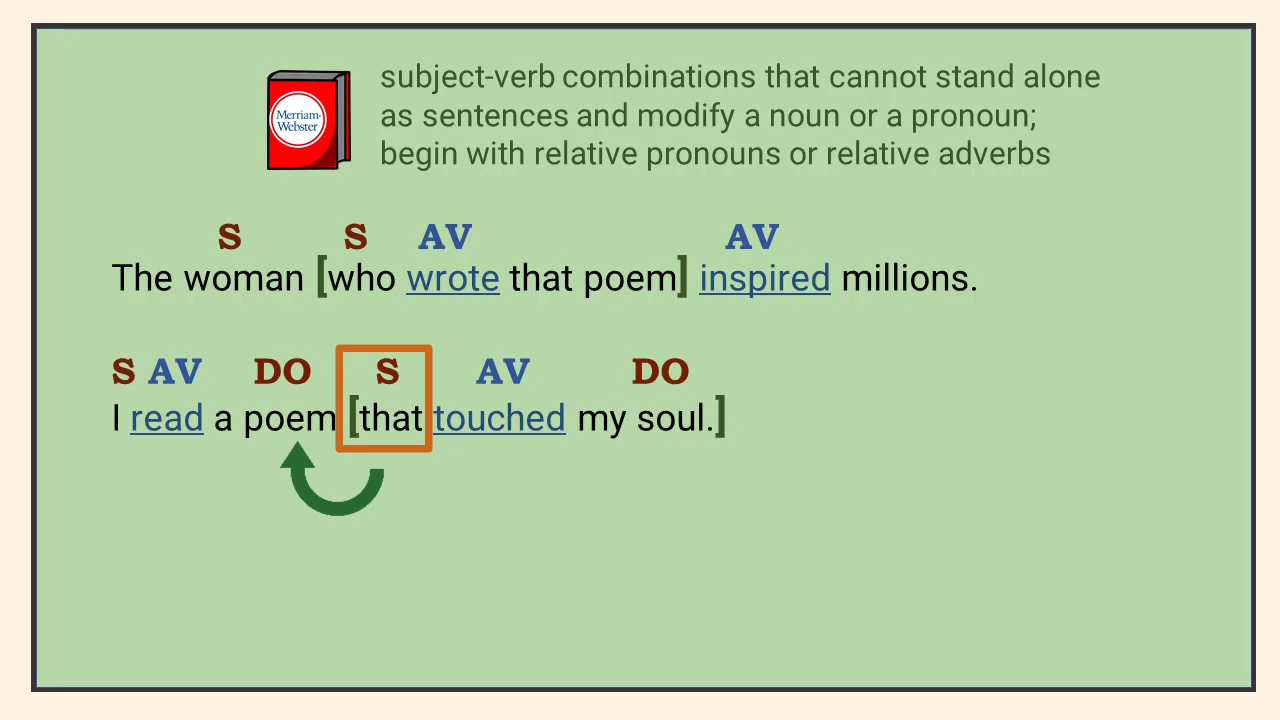 subject-verb combinations that cannot stand alone
Merriam-
Webster
as sentences and modify a noun or a pronoun;
begin with relative pronouns or relative adverbs
S S AV AV
The woman [who wrote that poem] inspired millions.
S AV DO S AV DO
I read a poem [that touched my soul.]